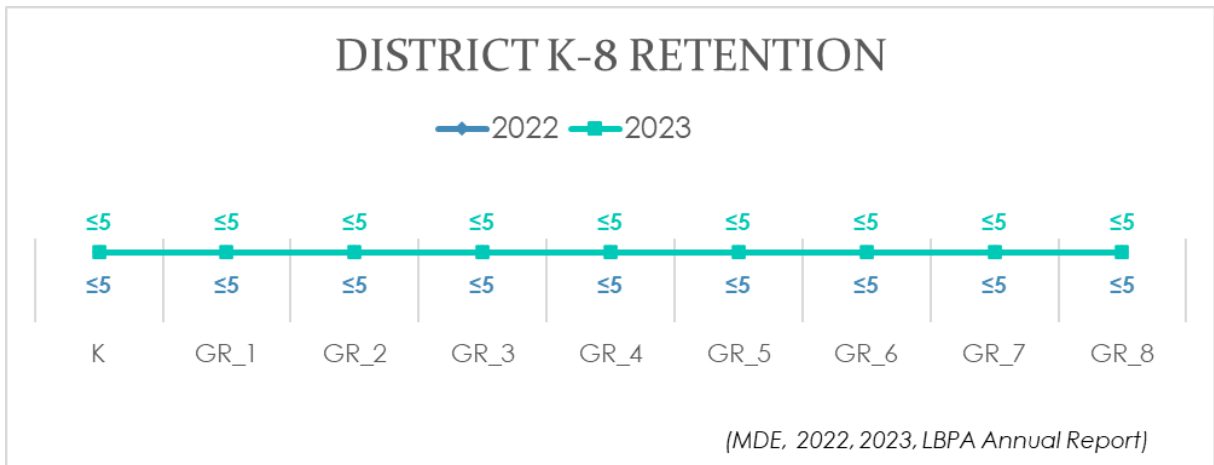 DISTRICT K-8 RETENTION
2022 2023
≤5 ≤5 ≤5 ≤5 ≤5 ≤5 ≤5 ≤5 ≤5
≤5 ≤5 ≤5 ≤5 ≤5 ≤5 ≤5 ≤5 ≤5
K GR_1 GR_2 GR_3 GR_4 GR_5 GR_6 GR_7 GR_8
(MDE, 2022, 2023, LBPA Annual Report)